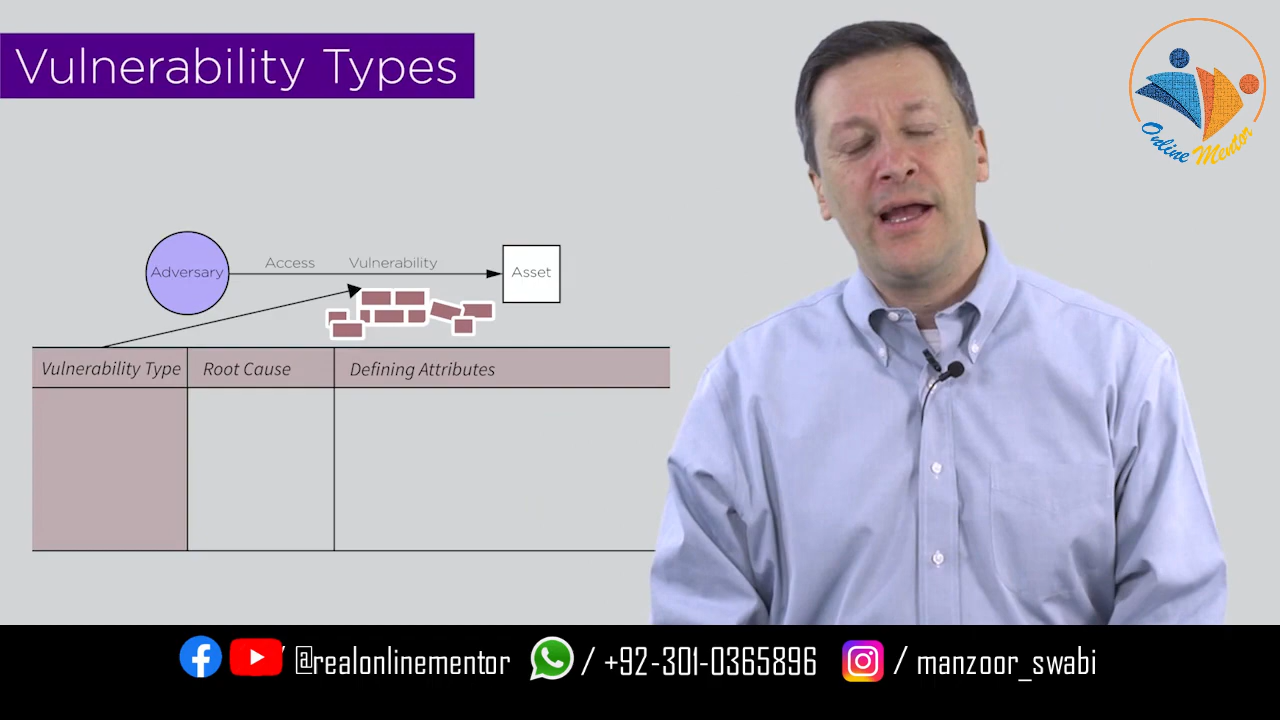 Vulnerability Types
Online Mentor
Access Vulnerability
Adversary Asset
Vulnerability Type Root Cause Defining Attributes
/ @realonlinementor / +92-301-0365896 / manzoor_swabi